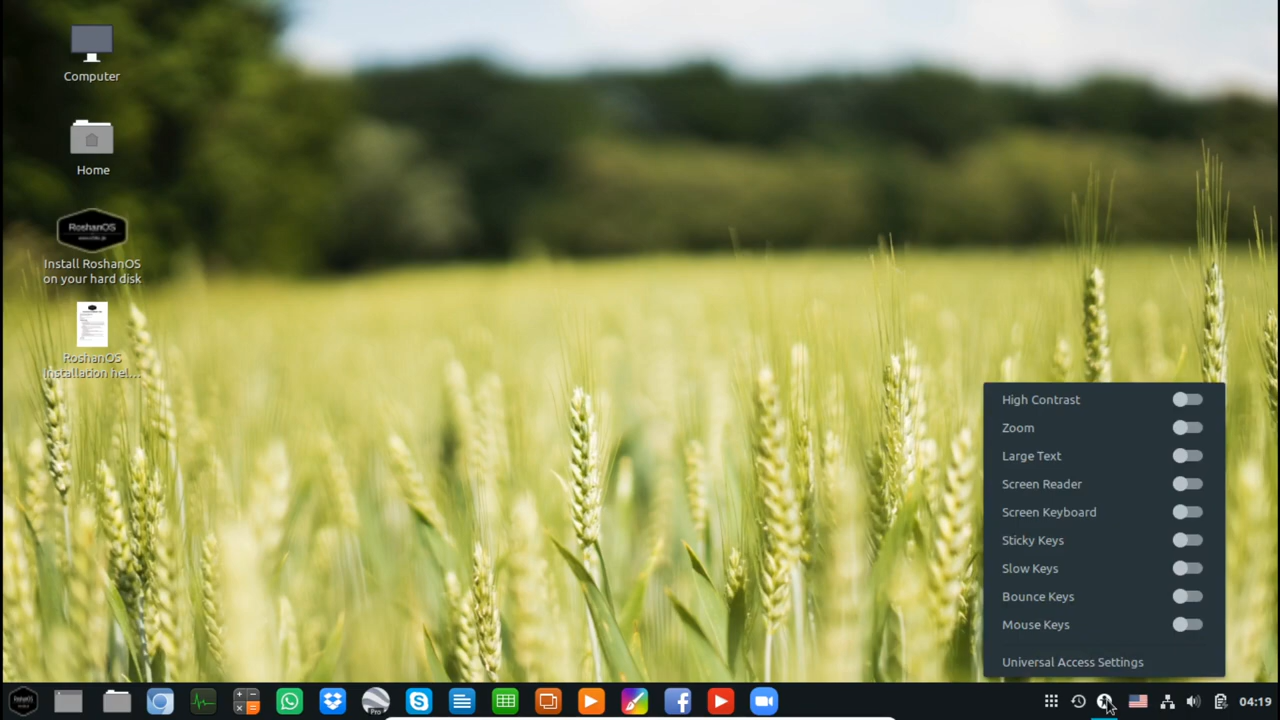 Computer
Home
RoshanOS
Install RoshanOS
on your hard disk
RoshanOS
installation hel...
High Contrast
Zoom
Large Text
Screen Reader
Screen Keyboard
Sticky Keys
Slow Keys
Bounce Keys
Mouse Keys
Universal Access Settings
Pro
04:19